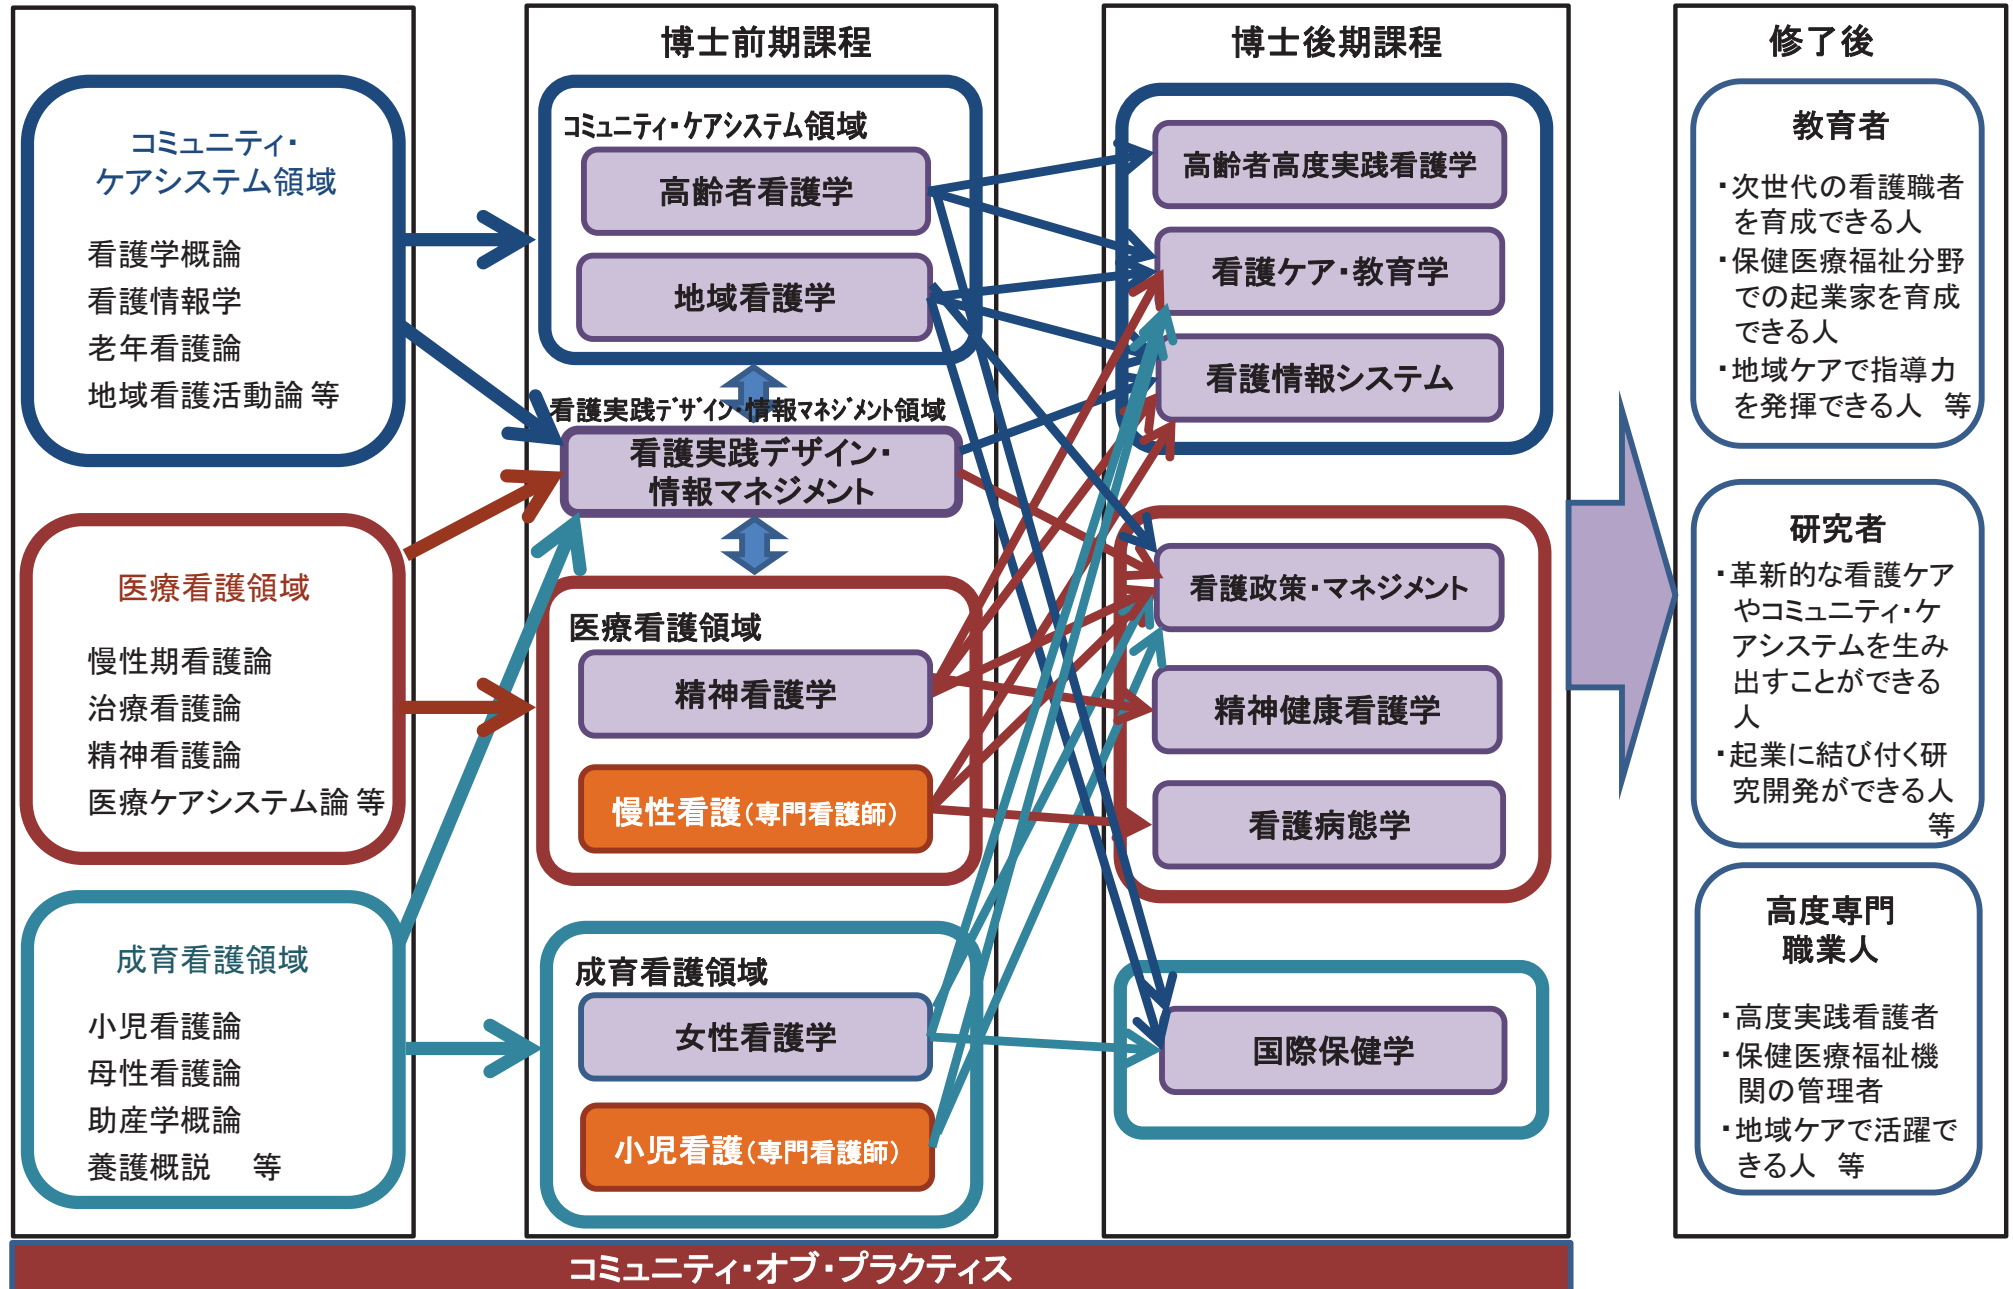 コミュニティ・
ケアシステム領域
看護学概論
看護情報学
老年看護論
地域看護活動論 等
医療看護領域
慢性期看護論
治療看護論
精神看護論
医療ケアシステム論 等
成育看護領域
小児看護論
母性看護論
助産学概論
養護概説　等
博士前期課程
コミュニティ・ケアシステム領域
高齢者看護学
地域看護学
看護実践デザイン・情報マネジメント領域
看護実践デザイン・
情報マネジメント
医療看護領域
精神看護学
慢性看護(専門看護師)
成育看護領域
女性看護学
小児看護(専門看護師)
博士後期課程
高齢者高度実践看護学
看護ケア・教育学
看護情報システム
看護政策・マネジメント
精神健康看護学
看護病態学
国際保健学
修了後
教育者
・次世代の看護職者
を育成できる人
・保健医療福祉分野
での起業家を育成
できる人
・地域ケアで指導力
を発揮できる人　等
研究者
・革新的な看護ケア
やコミュニティ・ケ
アシステムを生み
出すことができる
人
・起業に結び付く研
究開発ができる人
等
高度専門
職業人
・高度実践看護者
・保健医療福祉機
関の管理者
・地域ケアで活躍で
きる人　等
コミュニティ・オブ・プラクティス